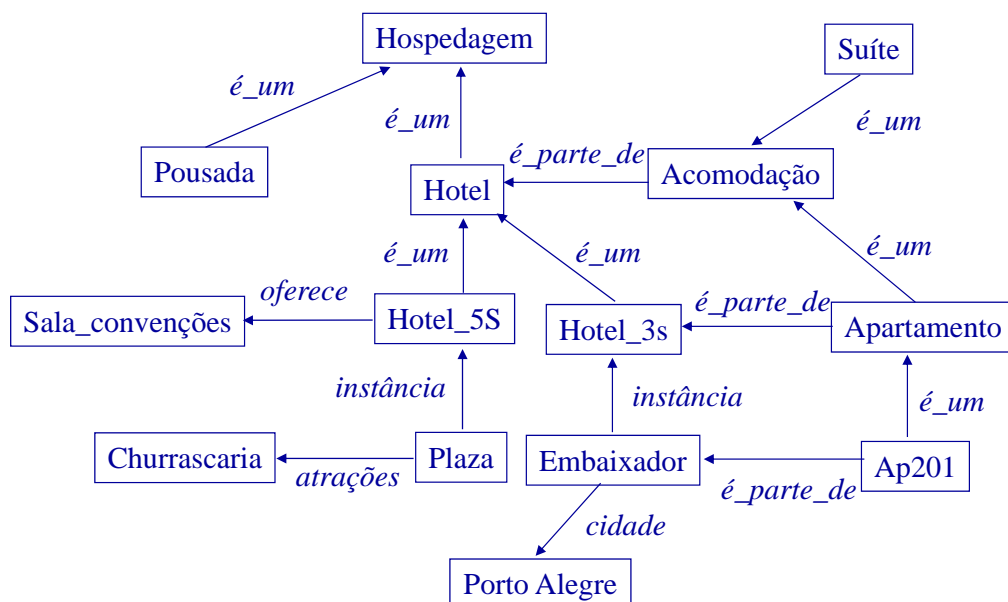 Hospedagem
Suíte
é_um
é_um
é_um
Pousada
é_parte_de
Hotel
Acomodação
é_um
é_um
é_um
oferece
é_parte_de
Sala_convenções
Hotel_5S
Hotel_3s
Apartamento
instância
instância
é_um
Churrascaria
atrações
Plaza
Embaixador
é_parte_de
Ap201
cidade
Porto Alegre